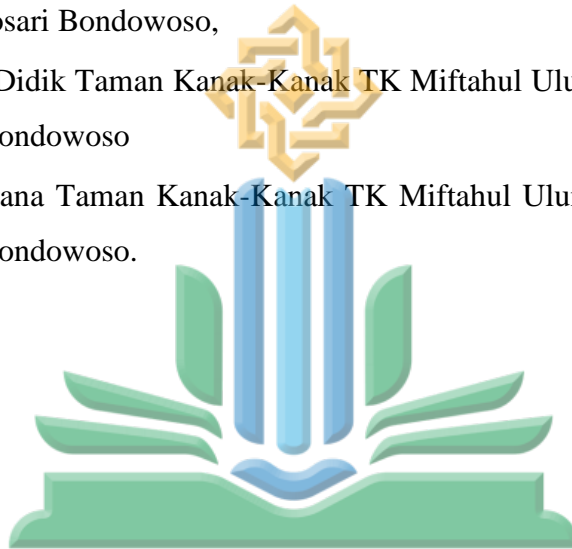 osari Bondowoso,
Didik Taman Kanak-Kanak TK Miftahul Ulu
ondowoso
ana Taman Kanak-Kanak TK Miftahul Ulu
ondowoso.